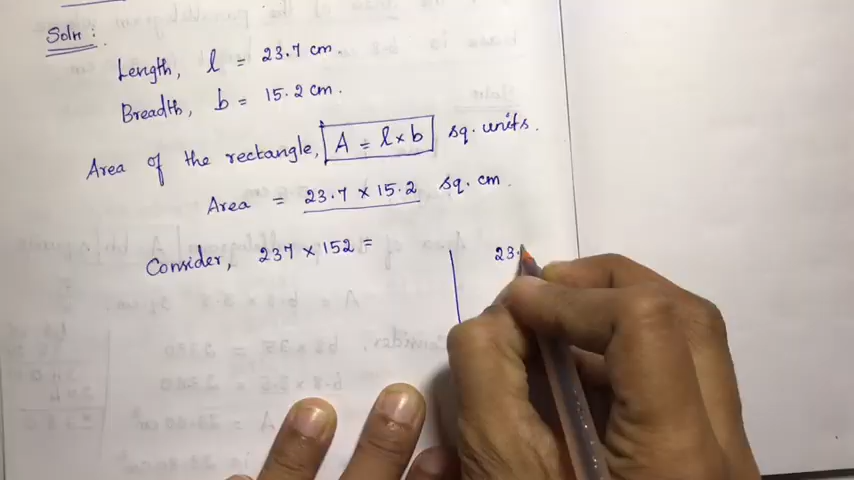 Soln:
Length, l = 23.7 cm.
Breadth, b = 15.2 cm.
Area of the rectangle, A = l × b sq. units.
Area = 23.7 × 15.2 sq. cm.
Consider, 237 × 152 =
23.